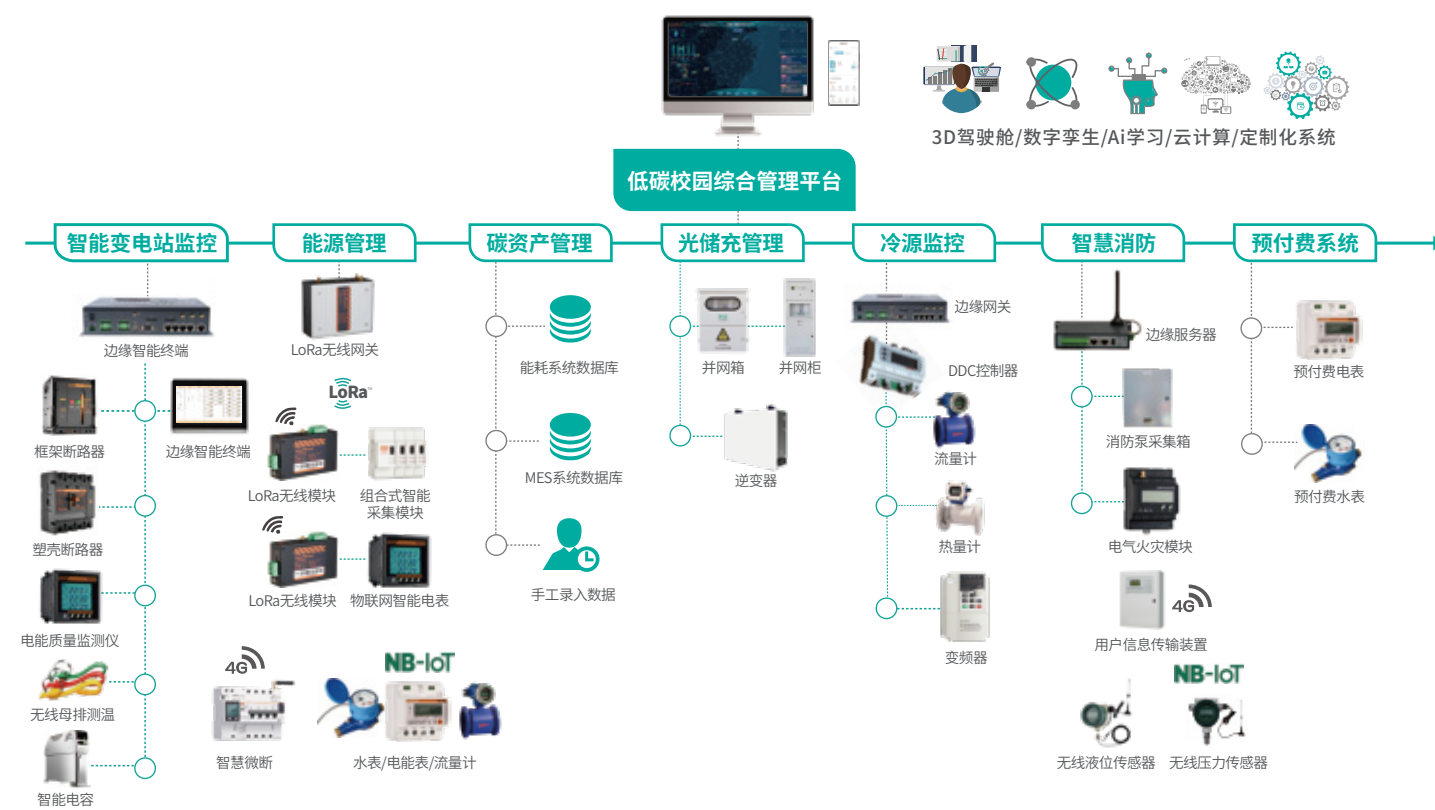 3D驾驶舱/数字孪生/Ai学习/云计算/定制化系统
低碳校园综合管理平台
智能变电站监控
能源管理
碳资产管理
光储充管理
冷源监控
智慧消防
预付费系统
边缘智能终端
框架断路器
边缘智能终端
塑壳断路器
电能质量监测仪
无线母排测温
智能电容
LoRa无线网关
LoRa™
LoRa无线模块
组合式智能
采集模块
LoRa无线模块
物联网智能电表
4G
智慧微断
NB-IoT
水表/电能表/流量计
能耗系统数据库
MES系统数据库
手工录入数据
并网箱
并网柜
逆变器
边缘网关
DDC控制器
流量计
热量计
变频器
边缘服务器
消防泵采集箱
电气火灾模块
4G
用户信息传输装置
NB-IoT
无线液位传感器
无线压力传感器
预付费电表
预付费水表